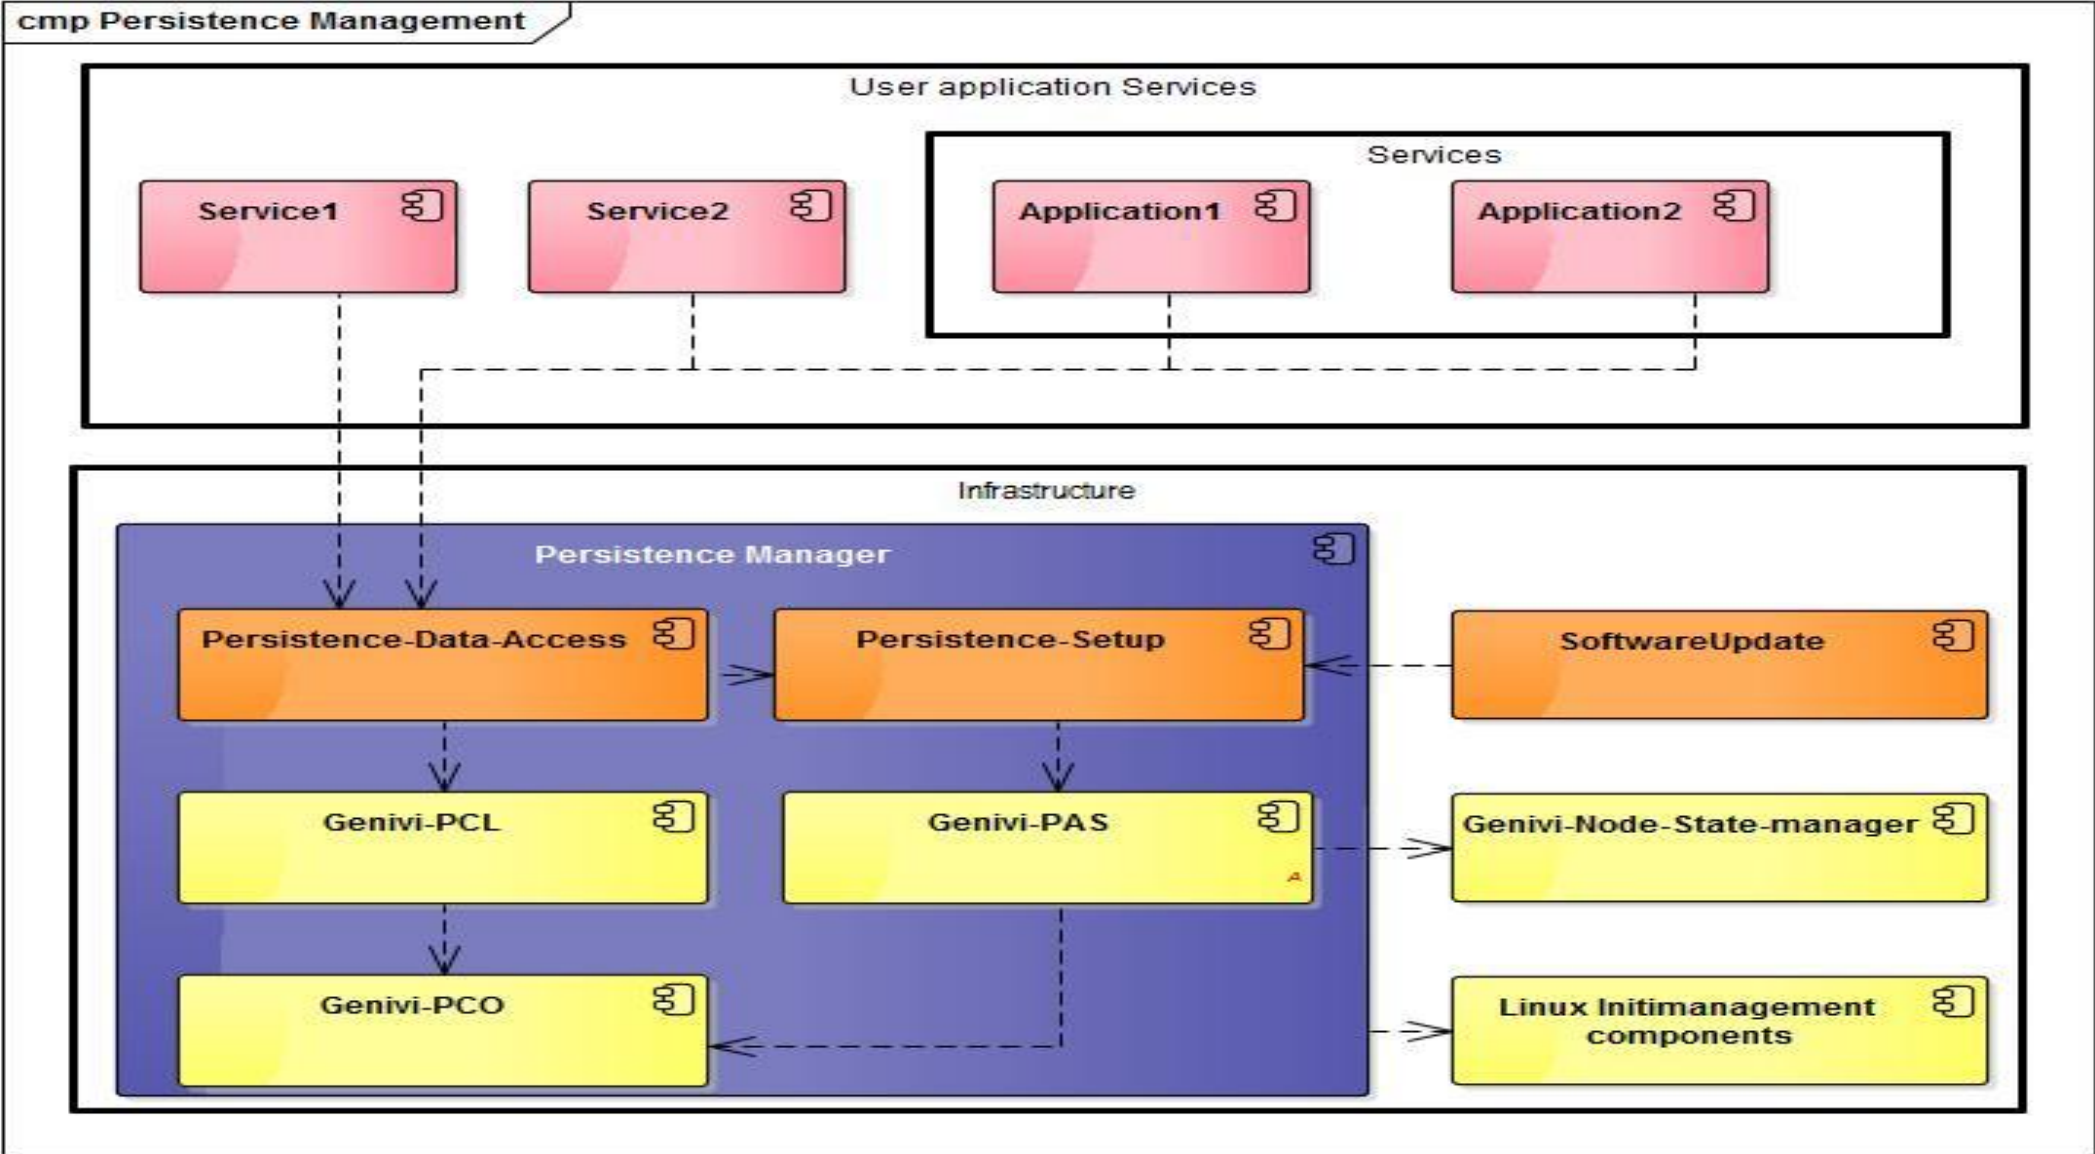 cmp Persistence Management
User application Services
Services
Service1
Service2
Application1
Application2
Infrastructure
Persistence Manager
Persistence-Data-Access
Persistence-Setup
SoftwareUpdate
Genivi-PCL
Genivi-PAS
A
Genivi-Node-State-manager
Genivi-PCO
Linux Initimanagement
components